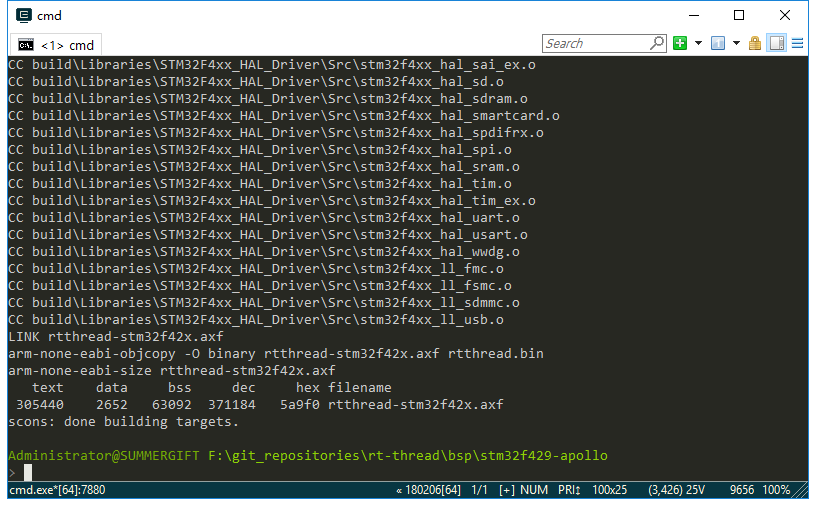 cmd
<1> cmd
Search
CC build\Libraries\STM32F4xx_HAL_Driver\Src\stm32f4xx_hal_sai_ex.o
CC build\Libraries\STM32F4xx_HAL_Driver\Src\stm32f4xx_hal_sd.o
CC build\Libraries\STM32F4xx_HAL_Driver\Src\stm32f4xx_hal_sdram.o
CC build\Libraries\STM32F4xx_HAL_Driver\Src\stm32f4xx_hal_smartcard.o
CC build\Libraries\STM32F4xx_HAL_Driver\Src\stm32f4xx_hal_spdifrx.o
CC build\Libraries\STM32F4xx_HAL_Driver\Src\stm32f4xx_hal_spi.o
CC build\Libraries\STM32F4xx_HAL_Driver\Src\stm32f4xx_hal_sram.o
CC build\Libraries\STM32F4xx_HAL_Driver\Src\stm32f4xx_hal_tim.o
CC build\Libraries\STM32F4xx_HAL_Driver\Src\stm32f4xx_hal_tim_ex.o
CC build\Libraries\STM32F4xx_HAL_Driver\Src\stm32f4xx_hal_uart.o
CC build\Libraries\STM32F4xx_HAL_Driver\Src\stm32f4xx_hal_usart.o
CC build\Libraries\STM32F4xx_HAL_Driver\Src\stm32f4xx_hal_wwdg.o
CC build\Libraries\STM32F4xx_HAL_Driver\Src\stm32f4xx_ll_fmc.o
CC build\Libraries\STM32F4xx_HAL_Driver\Src\stm32f4xx_ll_fsmc.o
CC build\Libraries\STM32F4xx_HAL_Driver\Src\stm32f4xx_ll_sdmmc.o
CC build\Libraries\STM32F4xx_HAL_Driver\Src\stm32f4xx_ll_usb.o
LINK rtthread-stm32f42x.axf
arm-none-eabi-objcopy -O binary rtthread-stm32f42x.axf rtthread.bin
arm-none-eabi-size rtthread-stm32f42x.axf
   text    data     bss     dec     hex filename
 305440    2652   63092  371184   5a9f0 rtthread-stm32f42x.axf
scons: done building targets.
Administrator@SUMMERGIFT F:\git_repositories\rt-thread\bsp\stm32f429-apollo
>
cmd.exe*[64]:7880 « 180206[64] 1/1 [+] NUM PRI↕ 100x25 (3,426) 25V 9656 100%